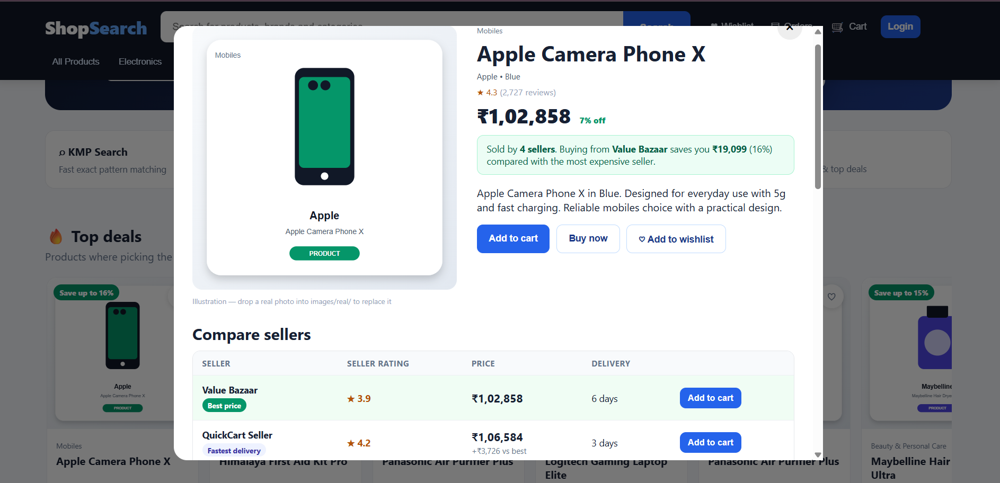 ShopSearch
Search for products, brands and categories
Search
♥ Wishlist
Orders
Cart
Login
All Products
Electronics
KMP Search
Fast exact pattern matching
& top deals
Top deals
Products where picking the
Save up to 16%
Apple
Apple Camera Phone X
PRODUCT
Mobiles
Apple Camera Phone X
Himalaya First Aid Kit Pro
Panasonic Air Purifier Plus
Logitech Gaming Laptop
Elite
Panasonic Air Purifier Plus
Save up to 15%
Maybelline
Maybelline Hair Drye
PRODUCT
Beauty & Personal Care
Maybelline Hair
Ultra
Mobiles
Apple
Apple Camera Phone X
PRODUCT
Illustration — drop a real photo into images/real/ to replace it
Mobiles
Apple Camera Phone X
Apple • Blue
★ 4.3 (2,727 reviews)
₹1,02,858 7% off
Sold by 4 sellers. Buying from Value Bazaar saves you ₹19,099 (16%)
compared with the most expensive seller.
Apple Camera Phone X in Blue. Designed for everyday use with 5g
and fast charging. Reliable mobiles choice with a practical design.
Add to cart
Buy now
♡ Add to wishlist
Compare sellers
SELLER SELLER RATING PRICE DELIVERY
Value Bazaar
Best price
★ 3.9
₹1,02,858
6 days
Add to cart
QuickCart Seller
Fastest delivery
★ 4.2
₹1,06,584
+₹3,726 vs best
3 days
Add to cart